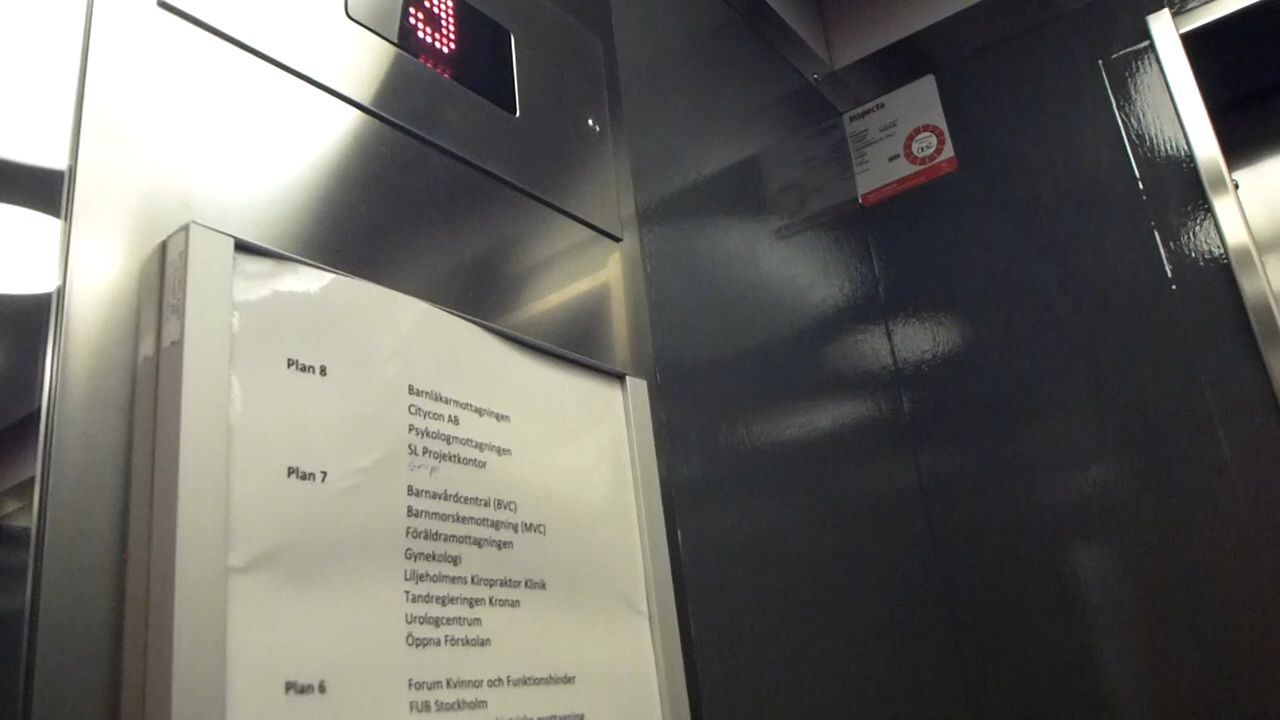 Inspecta
Plan 8
Barnläkarmottagningen
Citycon AB
Psykologmottagningen
SL Projektkontor
Plan 7
Barnavårdcentral (BVC)
Barnmorskemottagning (MVC)
Föräldramottagningen
Gynekologi
Liljeholmens Kiropraktor Klinik
Tandregleringen Kronan
Urologcentrum
Öppna Förskolan
Plan 6
Forum Kvinnor och Funktionshinder
FUB Stockholm